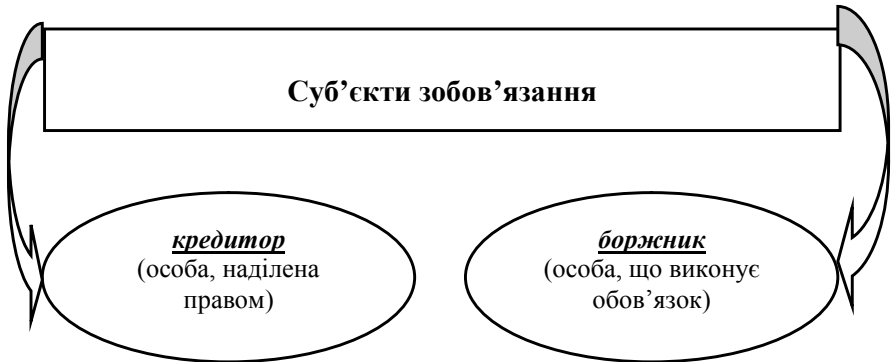 Суб’єкти зобов’язання
кредитор
(особа, наділена
правом)
боржник
(особа, що виконує
обов’язок)